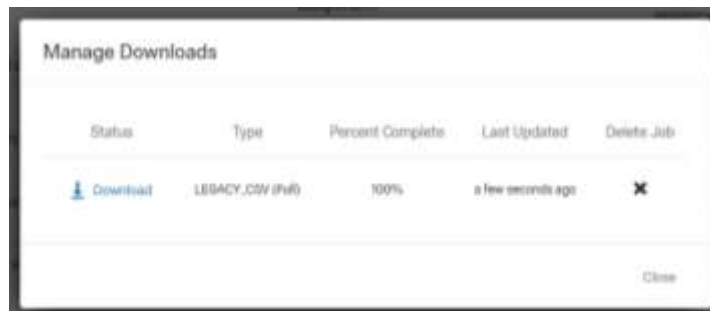 Manage Downloads
Status Type Percent Complete Last Updated Delete Job
Download LEGACY_CSV (Full) 100% a few seconds ago
Close